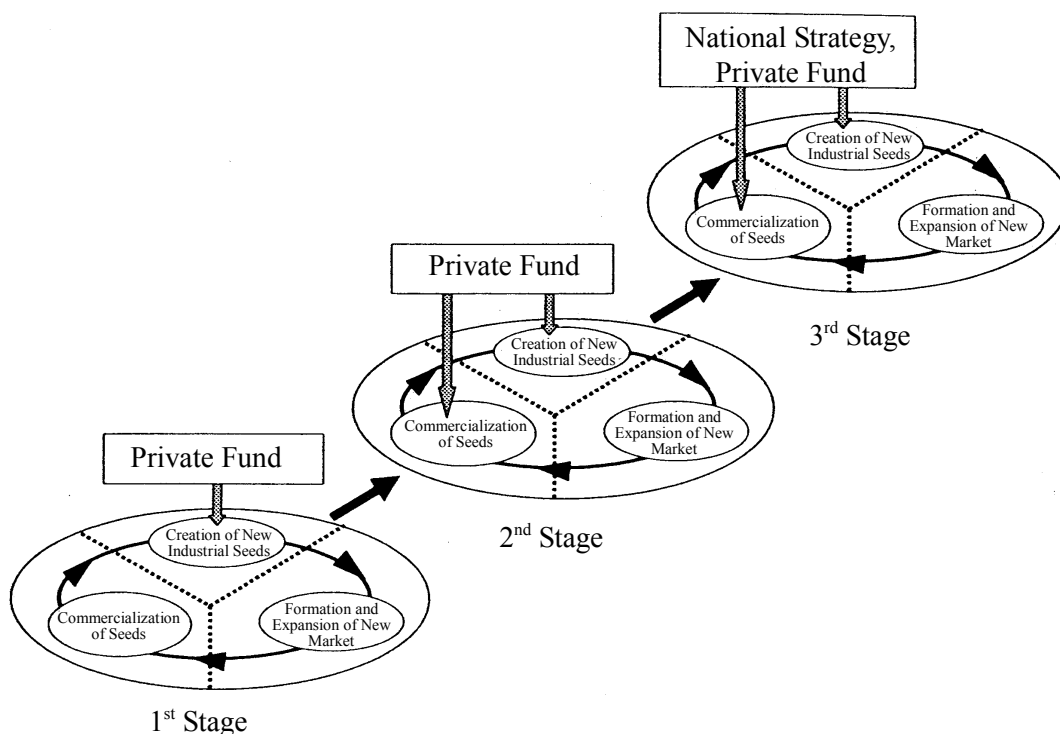 National Strategy,
Private Fund
Creation of New
Industrial Seeds
Commercialization
of Seeds
Formation and
Expansion of New
Market
3rd Stage
Private Fund
Creation of New
Industrial Seeds
Commercialization
of Seeds
Formation and
Expansion of New
Market
2nd Stage
Private Fund
Creation of New
Industrial Seeds
Commercialization
of Seeds
Formation and
Expansion of New
Market
1st Stage